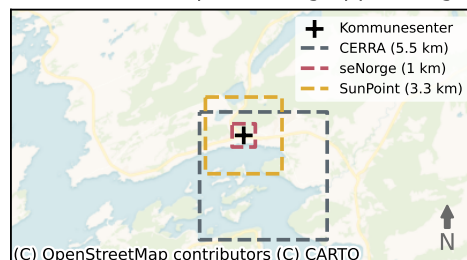 Kommunesenter
CERRA (5.5 km)
seNorge (1 km)
SunPoint (3.3 km)
N
(C) OpenStreetMap contributors (C) CARTO